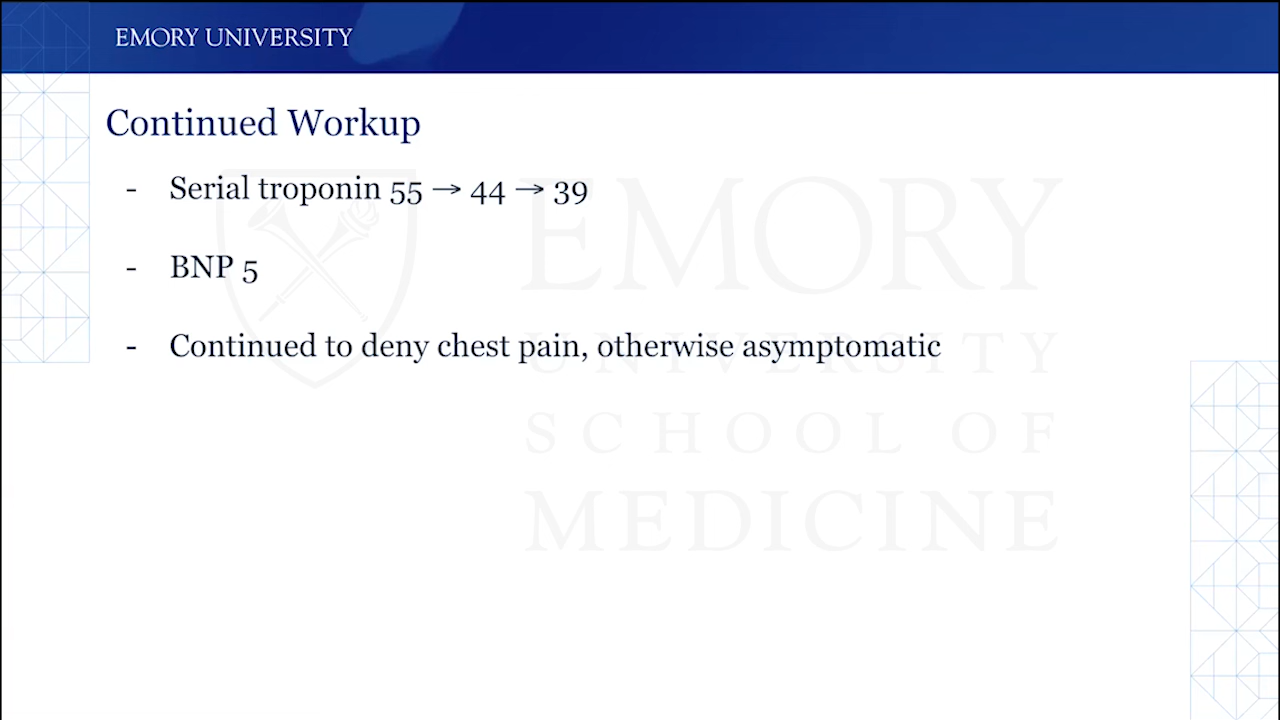 EMORY UNIVERSITY
Continued Workup
- Serial troponin 55 → 44 → 39
- BNP 5
- Continued to deny chest pain, otherwise asymptomatic
EMORY
UNIVERSITY
SCHOOL OF
MEDICINE